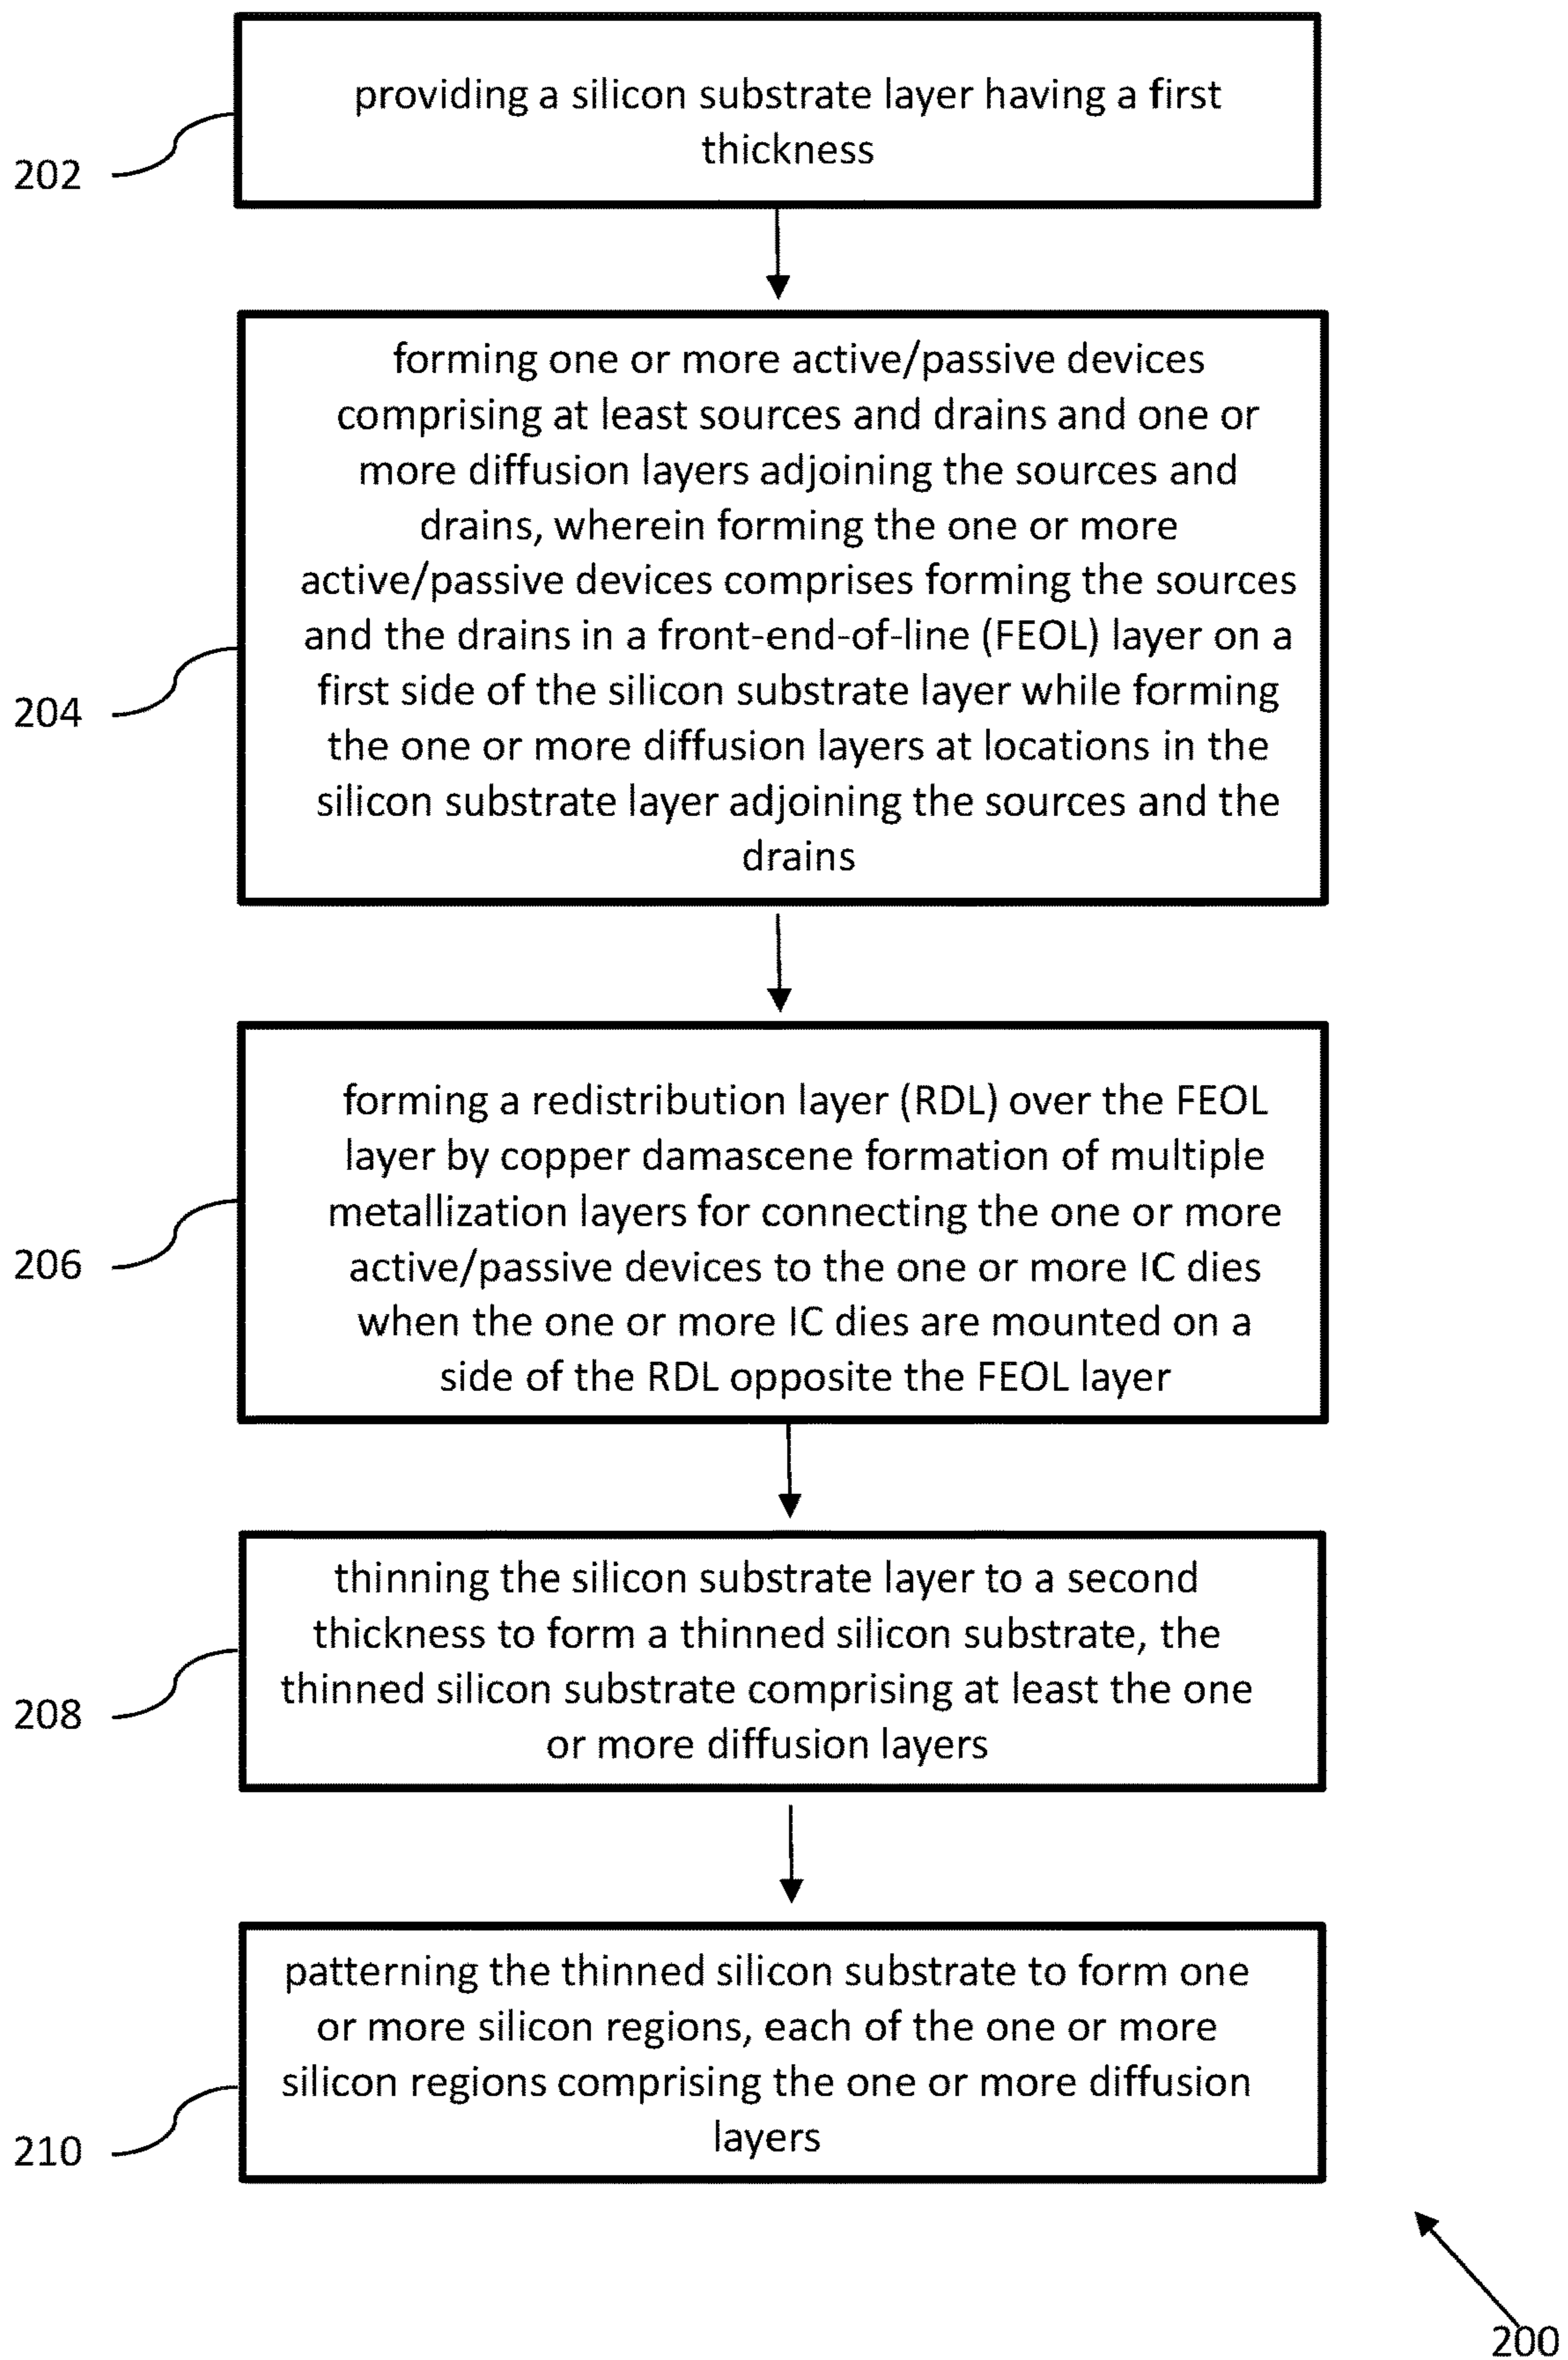 providing a silicon substrate layer having a first
thickness
202
forming one or more active/passive devices
comprising at least sources and drains and one or
more diffusion layers adjoining the sources and
drains, wherein forming the one or more
active/passive devices comprises forming the sources
and the drains in a front-end-of-line (FEOL) layer on a
first side of the silicon substrate layer while forming
the one or more diffusion layers at locations in the
silicon substrate layer adjoining the sources and the
drains
204
forming a redistribution layer (RDL) over the FEOL
layer by copper damascene formation of multiple
metallization layers for connecting the one or more
active/passive devices to the one or more IC dies
when the one or more IC dies are mounted on a
side of the RDL opposite the FEOL layer
206
thinning the silicon substrate layer to a second
thickness to form a thinned silicon substrate, the
thinned silicon substrate comprising at least the one
or more diffusion layers
208
patterning the thinned silicon substrate to form one
or more silicon regions, each of the one or more
silicon regions comprising the one or more diffusion
layers
210
200